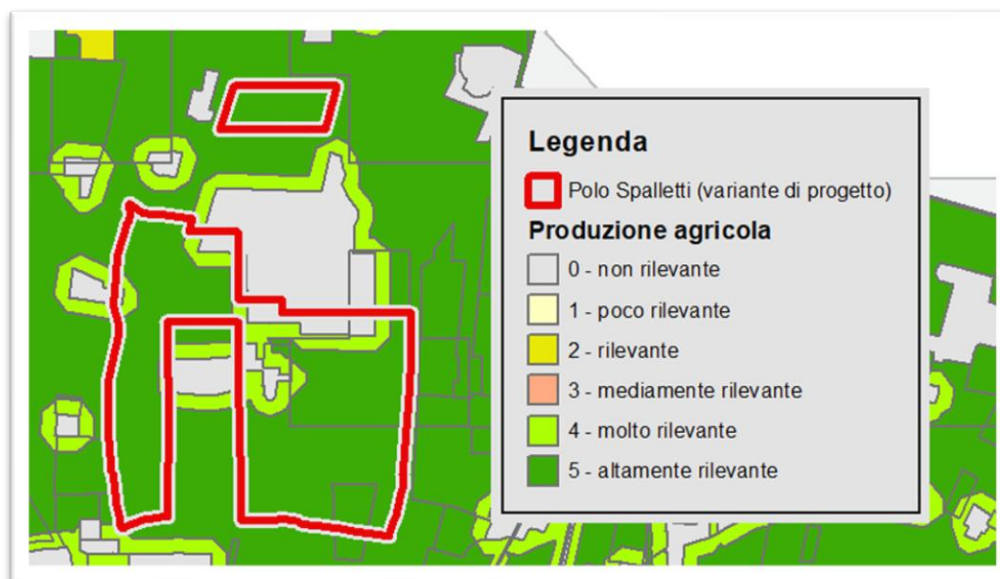 Legenda
Polo Spalletti (variante di progetto)
Produzione agricola
0 - non rilevante
1 - poco rilevante
2 - rilevante
3 - mediamente rilevante
4 - molto rilevante
5 - altamente rilevante